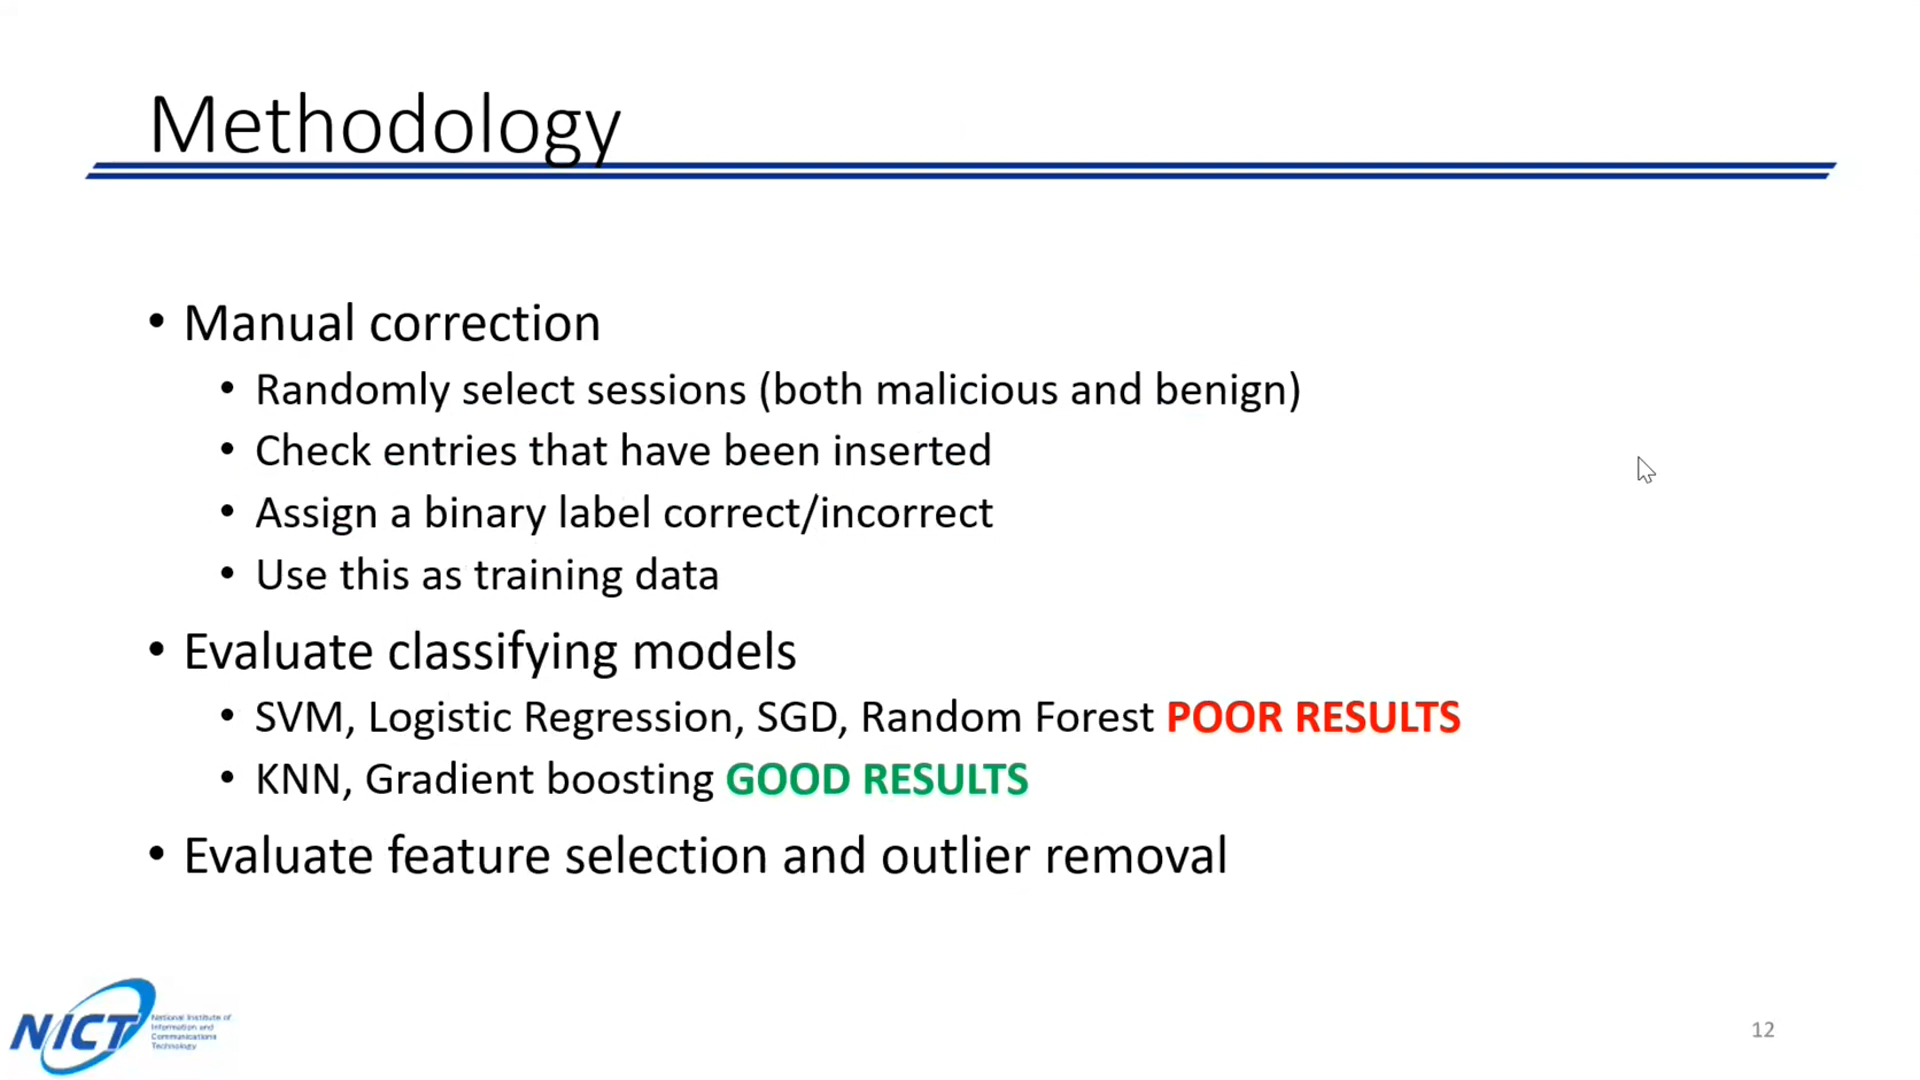 Methodology
• Manual correction
• Randomly select sessions (both malicious and benign)
• Check entries that have been inserted
• Assign a binary label correct/incorrect
• Use this as training data
• Evaluate classifying models
• SVM, Logistic Regression, SGD, Random Forest POOR RESULTS
• KNN, Gradient boosting GOOD RESULTS
• Evaluate feature selection and outlier removal
NICT
National Institute of
Information and
Communications
Technology
12